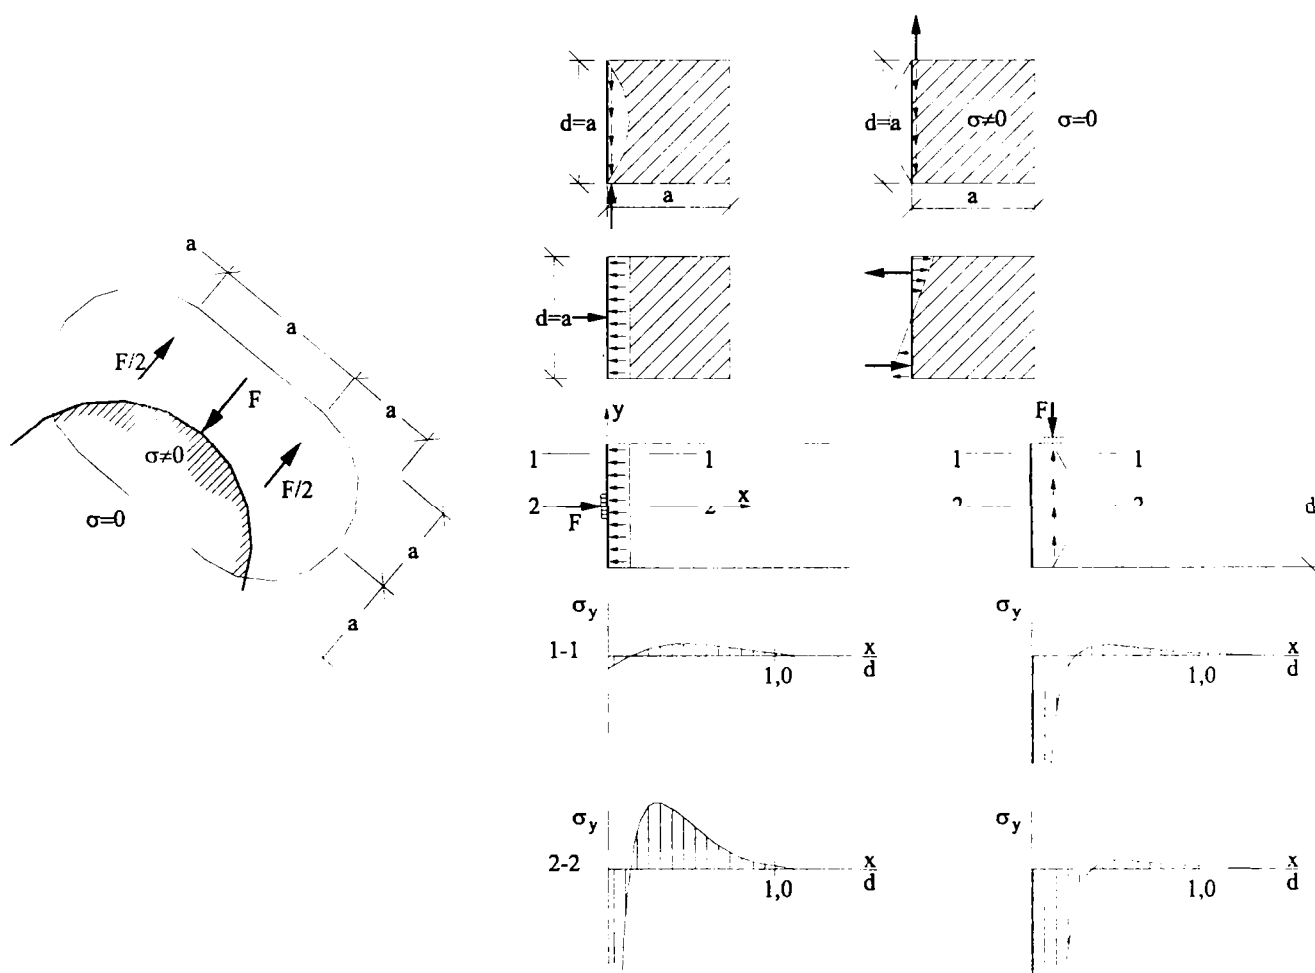 d=a
a
d=a
σ≠0
σ=0
a
d=a
a
a
a
a
a
F/2
F
σ≠0
F/2
σ=0
y
1
1
2
x
F
F
1
1
d
σy
1-1
x/d
1,0
σy
x/d
1,0
σy
2-2
x/d
1,0
σy
x/d
1,0